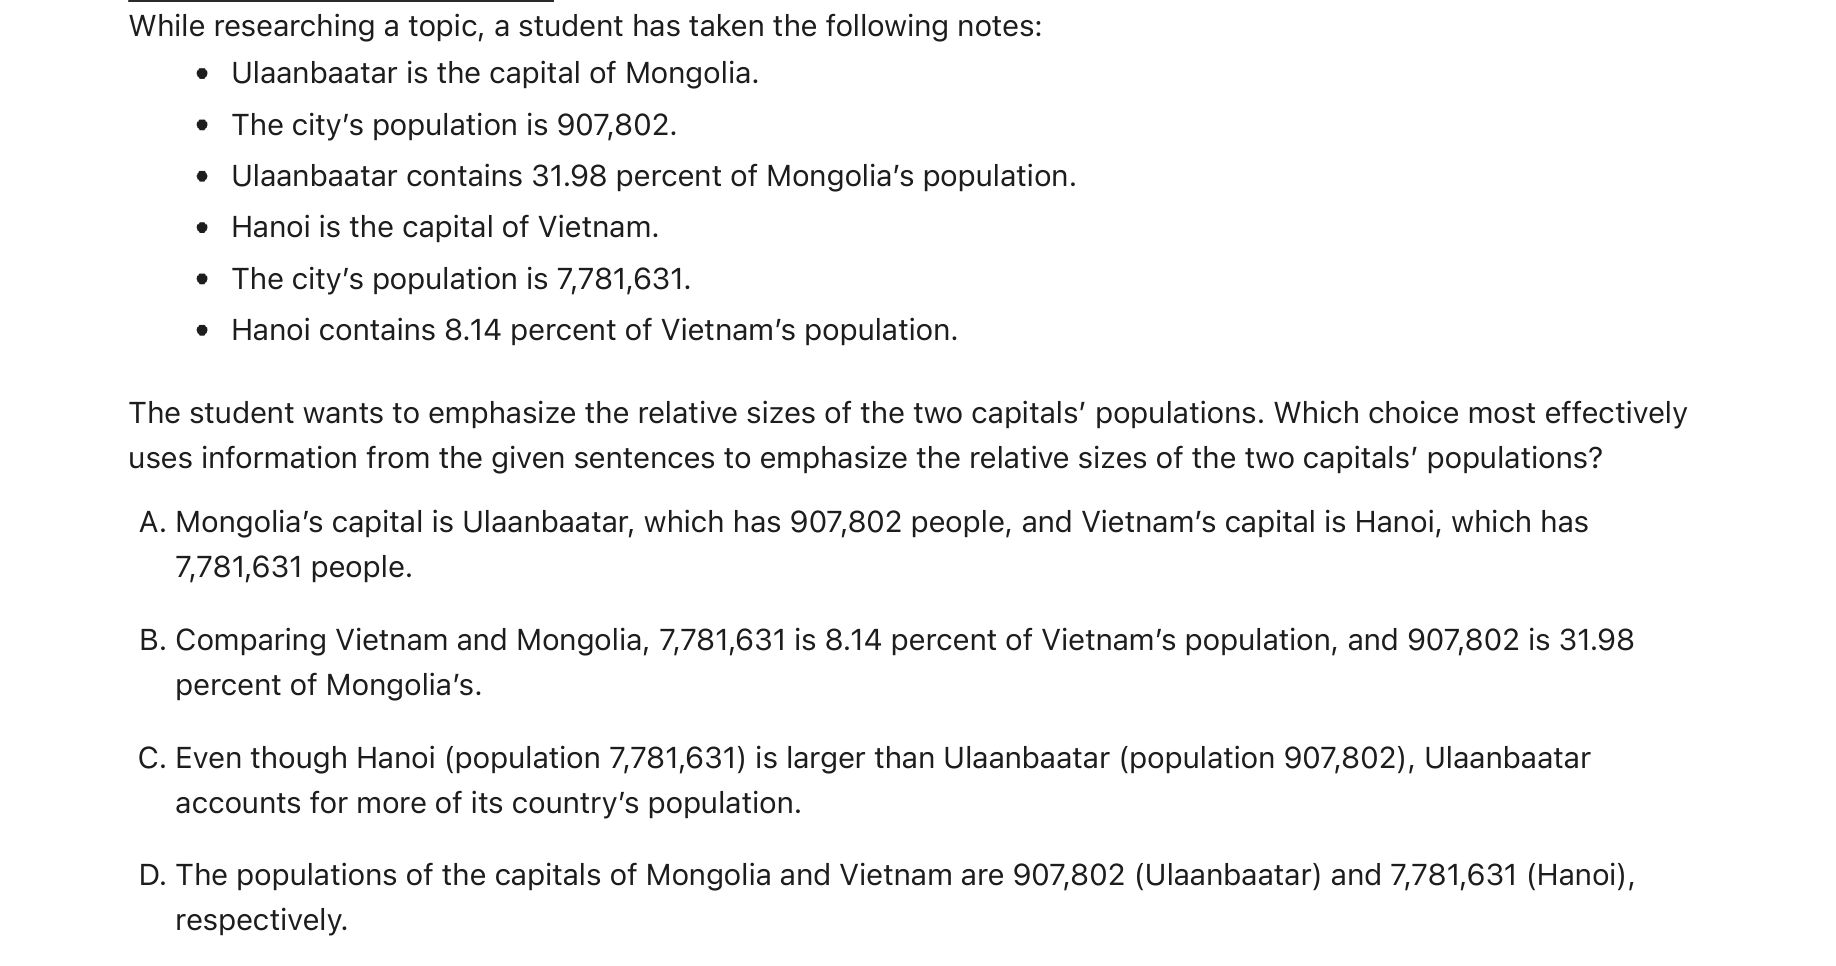 While researching a topic, a student has taken the following notes:
• Ulaanbaatar is the capital of Mongolia.
• The city’s population is 907,802.
• Ulaanbaatar contains 31.98 percent of Mongolia’s population.
• Hanoi is the capital of Vietnam.
• The city’s population is 7,781,631.
• Hanoi contains 8.14 percent of Vietnam’s population.
The student wants to emphasize the relative sizes of the two capitals’ populations. Which choice most effectively
uses information from the given sentences to emphasize the relative sizes of the two capitals’ populations?
A. Mongolia’s capital is Ulaanbaatar, which has 907,802 people, and Vietnam’s capital is Hanoi, which has
7,781,631 people.
B. Comparing Vietnam and Mongolia, 7,781,631 is 8.14 percent of Vietnam’s population, and 907,802 is 31.98
percent of Mongolia’s.
C. Even though Hanoi (population 7,781,631) is larger than Ulaanbaatar (population 907,802), Ulaanbaatar
accounts for more of its country’s population.
D. The populations of the capitals of Mongolia and Vietnam are 907,802 (Ulaanbaatar) and 7,781,631 (Hanoi),
respectively.